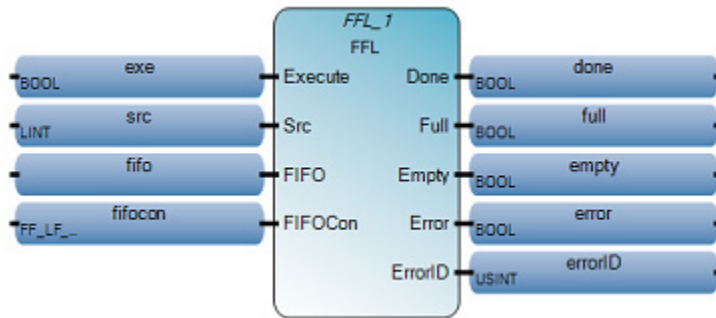 FFL_1
FFL
exe
BOOL
Execute
Done
done
BOOL
src
LINT
Src
Full
full
BOOL
fifo
FIFO
Empty
empty
BOOL
fifocon
FF_LF_...
FIFOCon
Error
error
BOOL
ErrorID
errorID
USINT